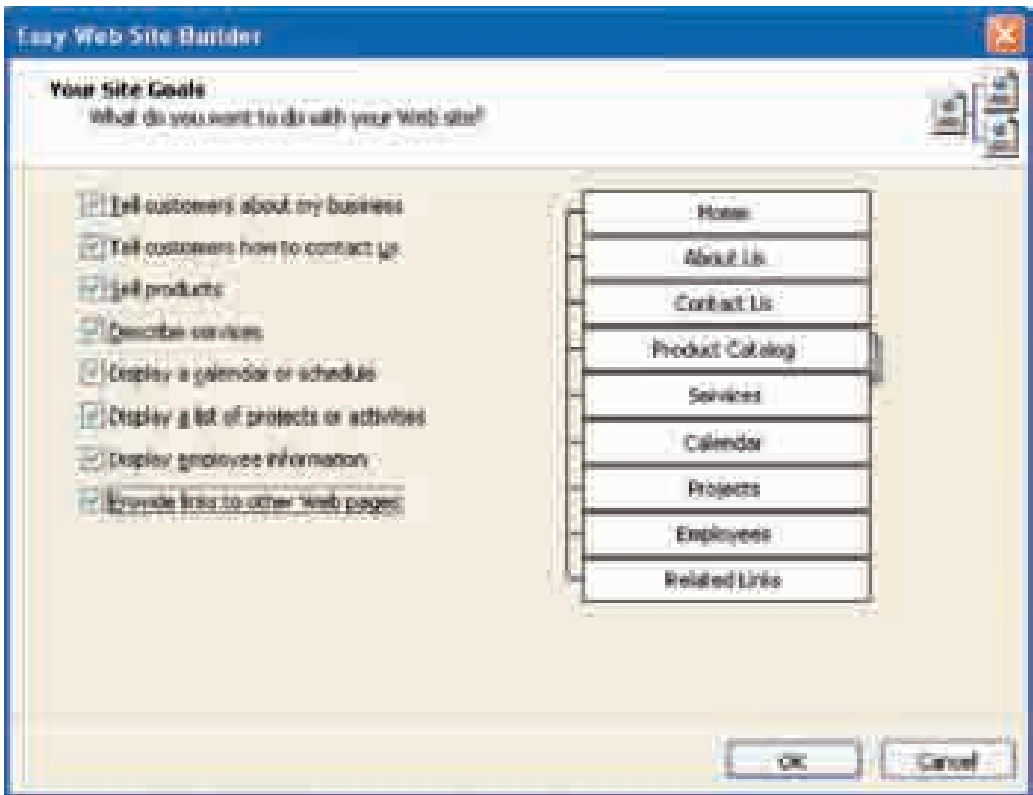 Easy Web Site Builder
Your Site Goals
What do you want to do with your Web site?
Tell customers about my business
Tell customers how to contact us
Sell products
Describe services
Display a calendar or schedule
Display a list of projects or activities
Display employee information
Provide links to other Web pages
Home
About Us
Contact Us
Product Catalog
Services
Calendar
Projects
Employees
Related Links
OK
Cancel